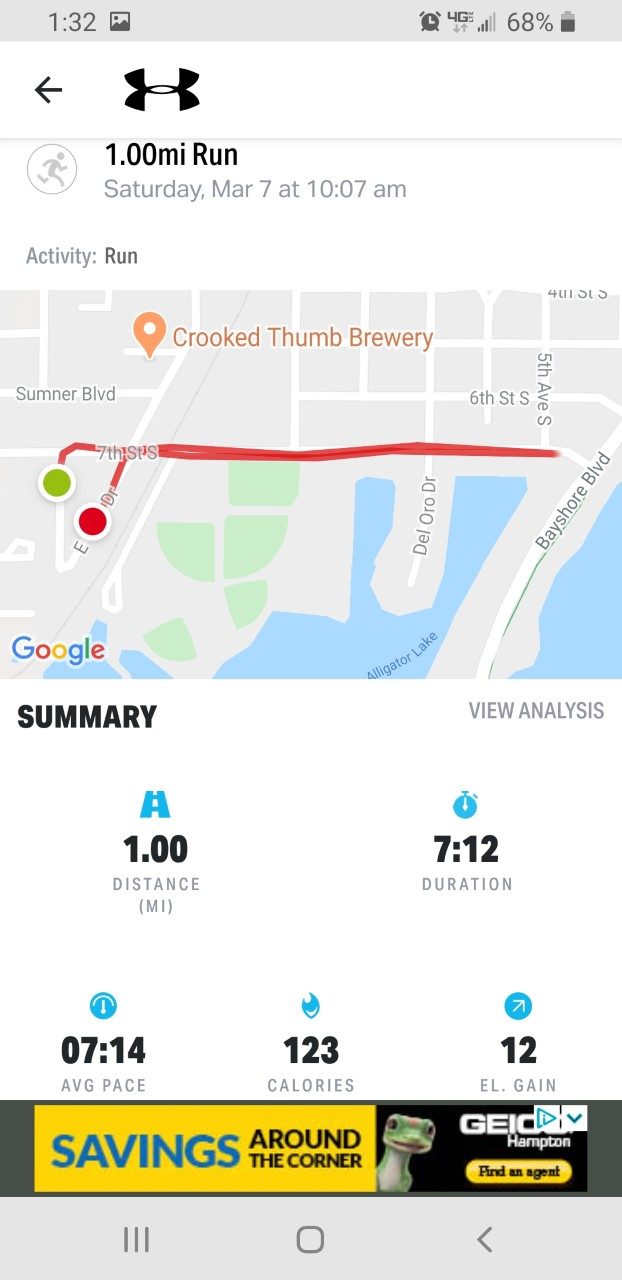 1:32
4G 68%
1.00mi Run
Saturday, Mar 7 at 10:07 am
Activity: Run
4th St S
Crooked Thumb Brewery
5th Ave S
Sumner Blvd
6th St S
7th St S
Bayshore Blvd
Del Oro Dr
E Dr
Alligator Lake
Google
SUMMARY
VIEW ANALYSIS
1.00
DISTANCE
(MI)
7:12
DURATION
07:14
AVG PACE
123
CALORIES
12
EL. GAIN
SAVINGS AROUND
THE CORNER
GEICO
Hampton
Find an agent